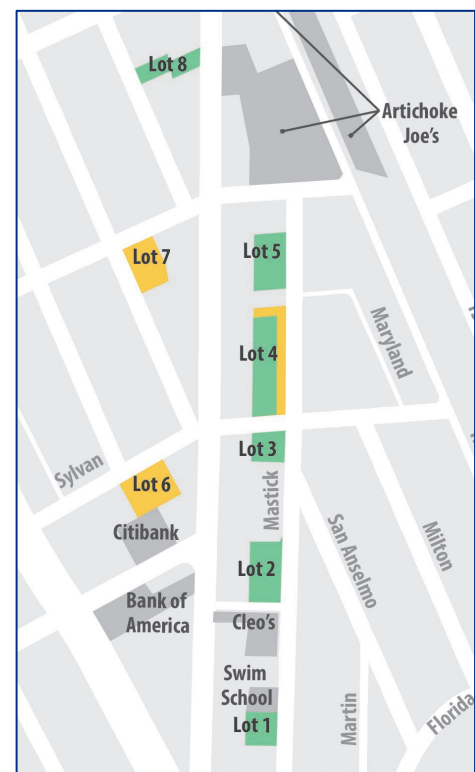 Lot 8
Artichoke
Joe's
Lot 5
Lot 7
Maryland
Lot 4
Lot 3
Sylvan
Lot 6
Mastick
Citibank
San Anselmo
Milton
Lot 2
Bank of
America
Cleo's
Swim
School
Lot 1
Martin
Florida